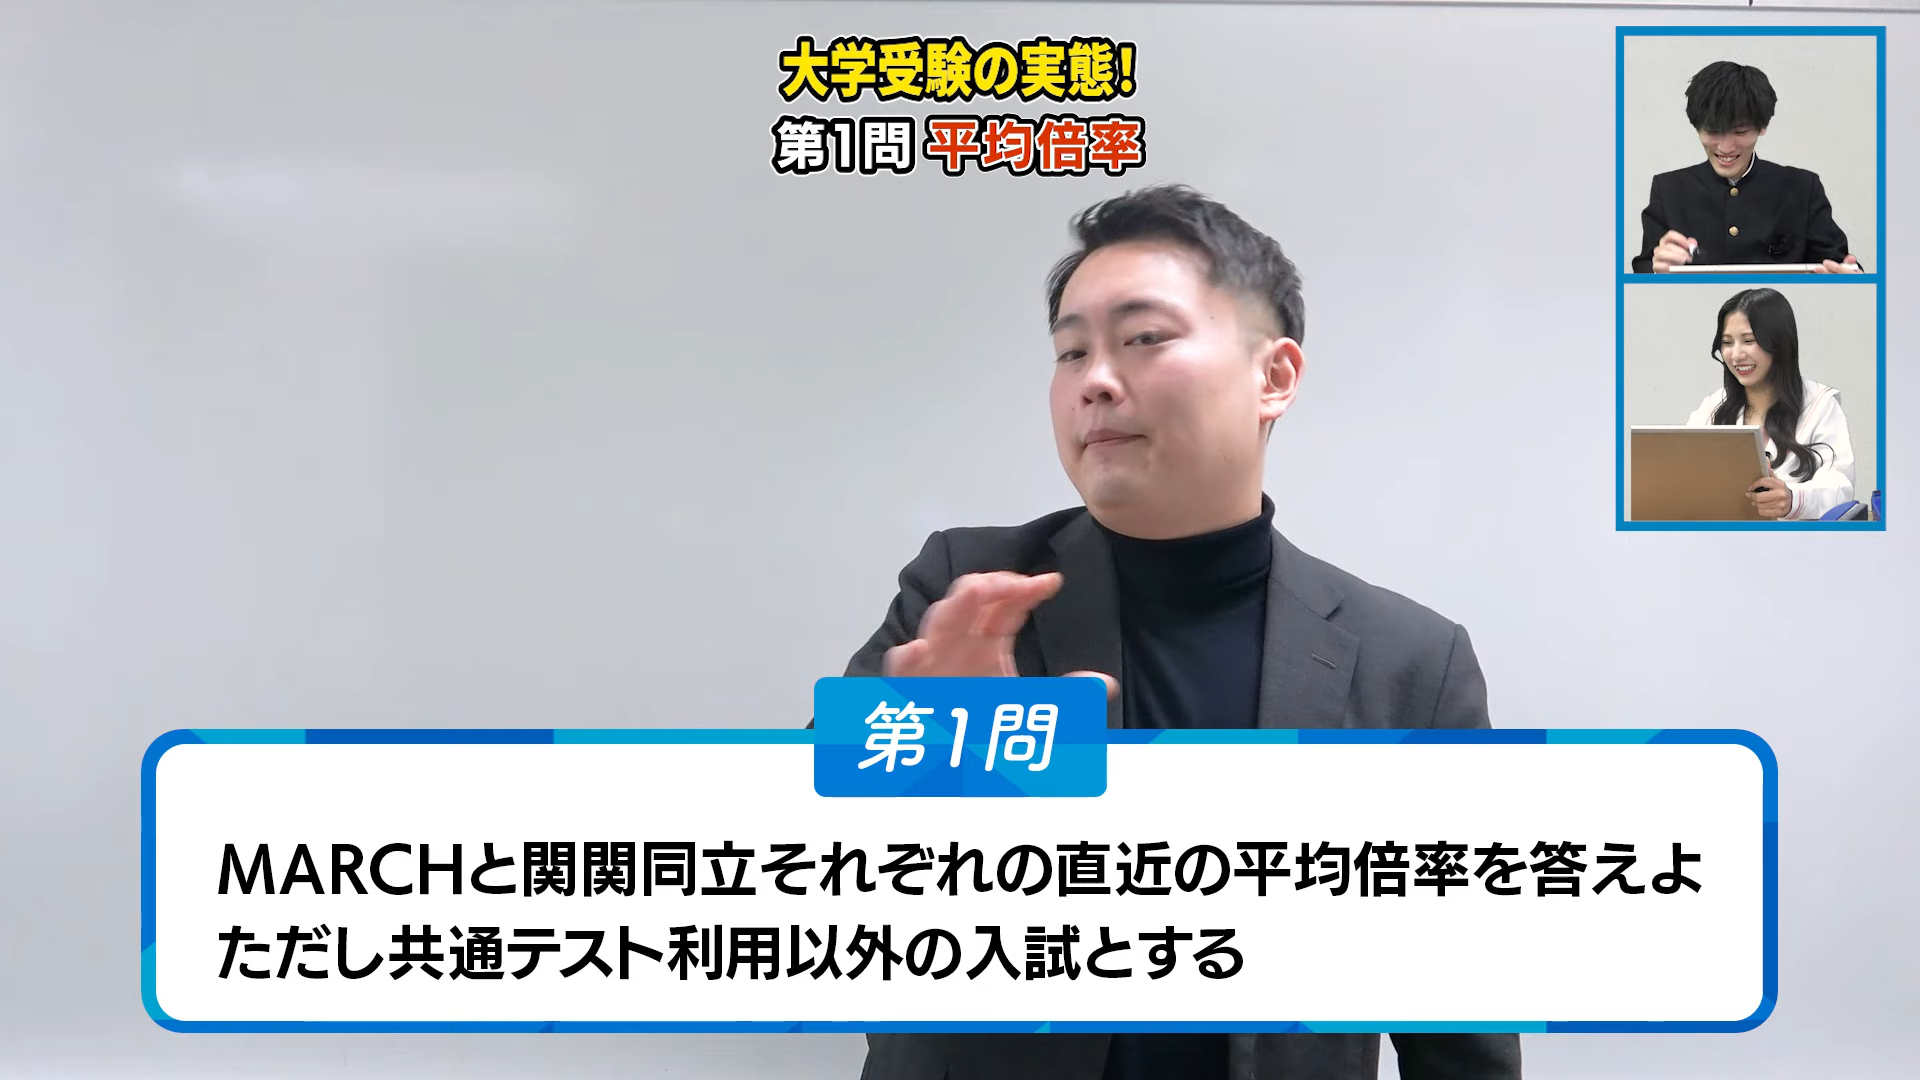 大学受験の実態!
第1問 平均倍率
第1問
MARCHと関関同立それぞれの直近の平均倍率を答えよ
ただし共通テスト利用以外の入試とする